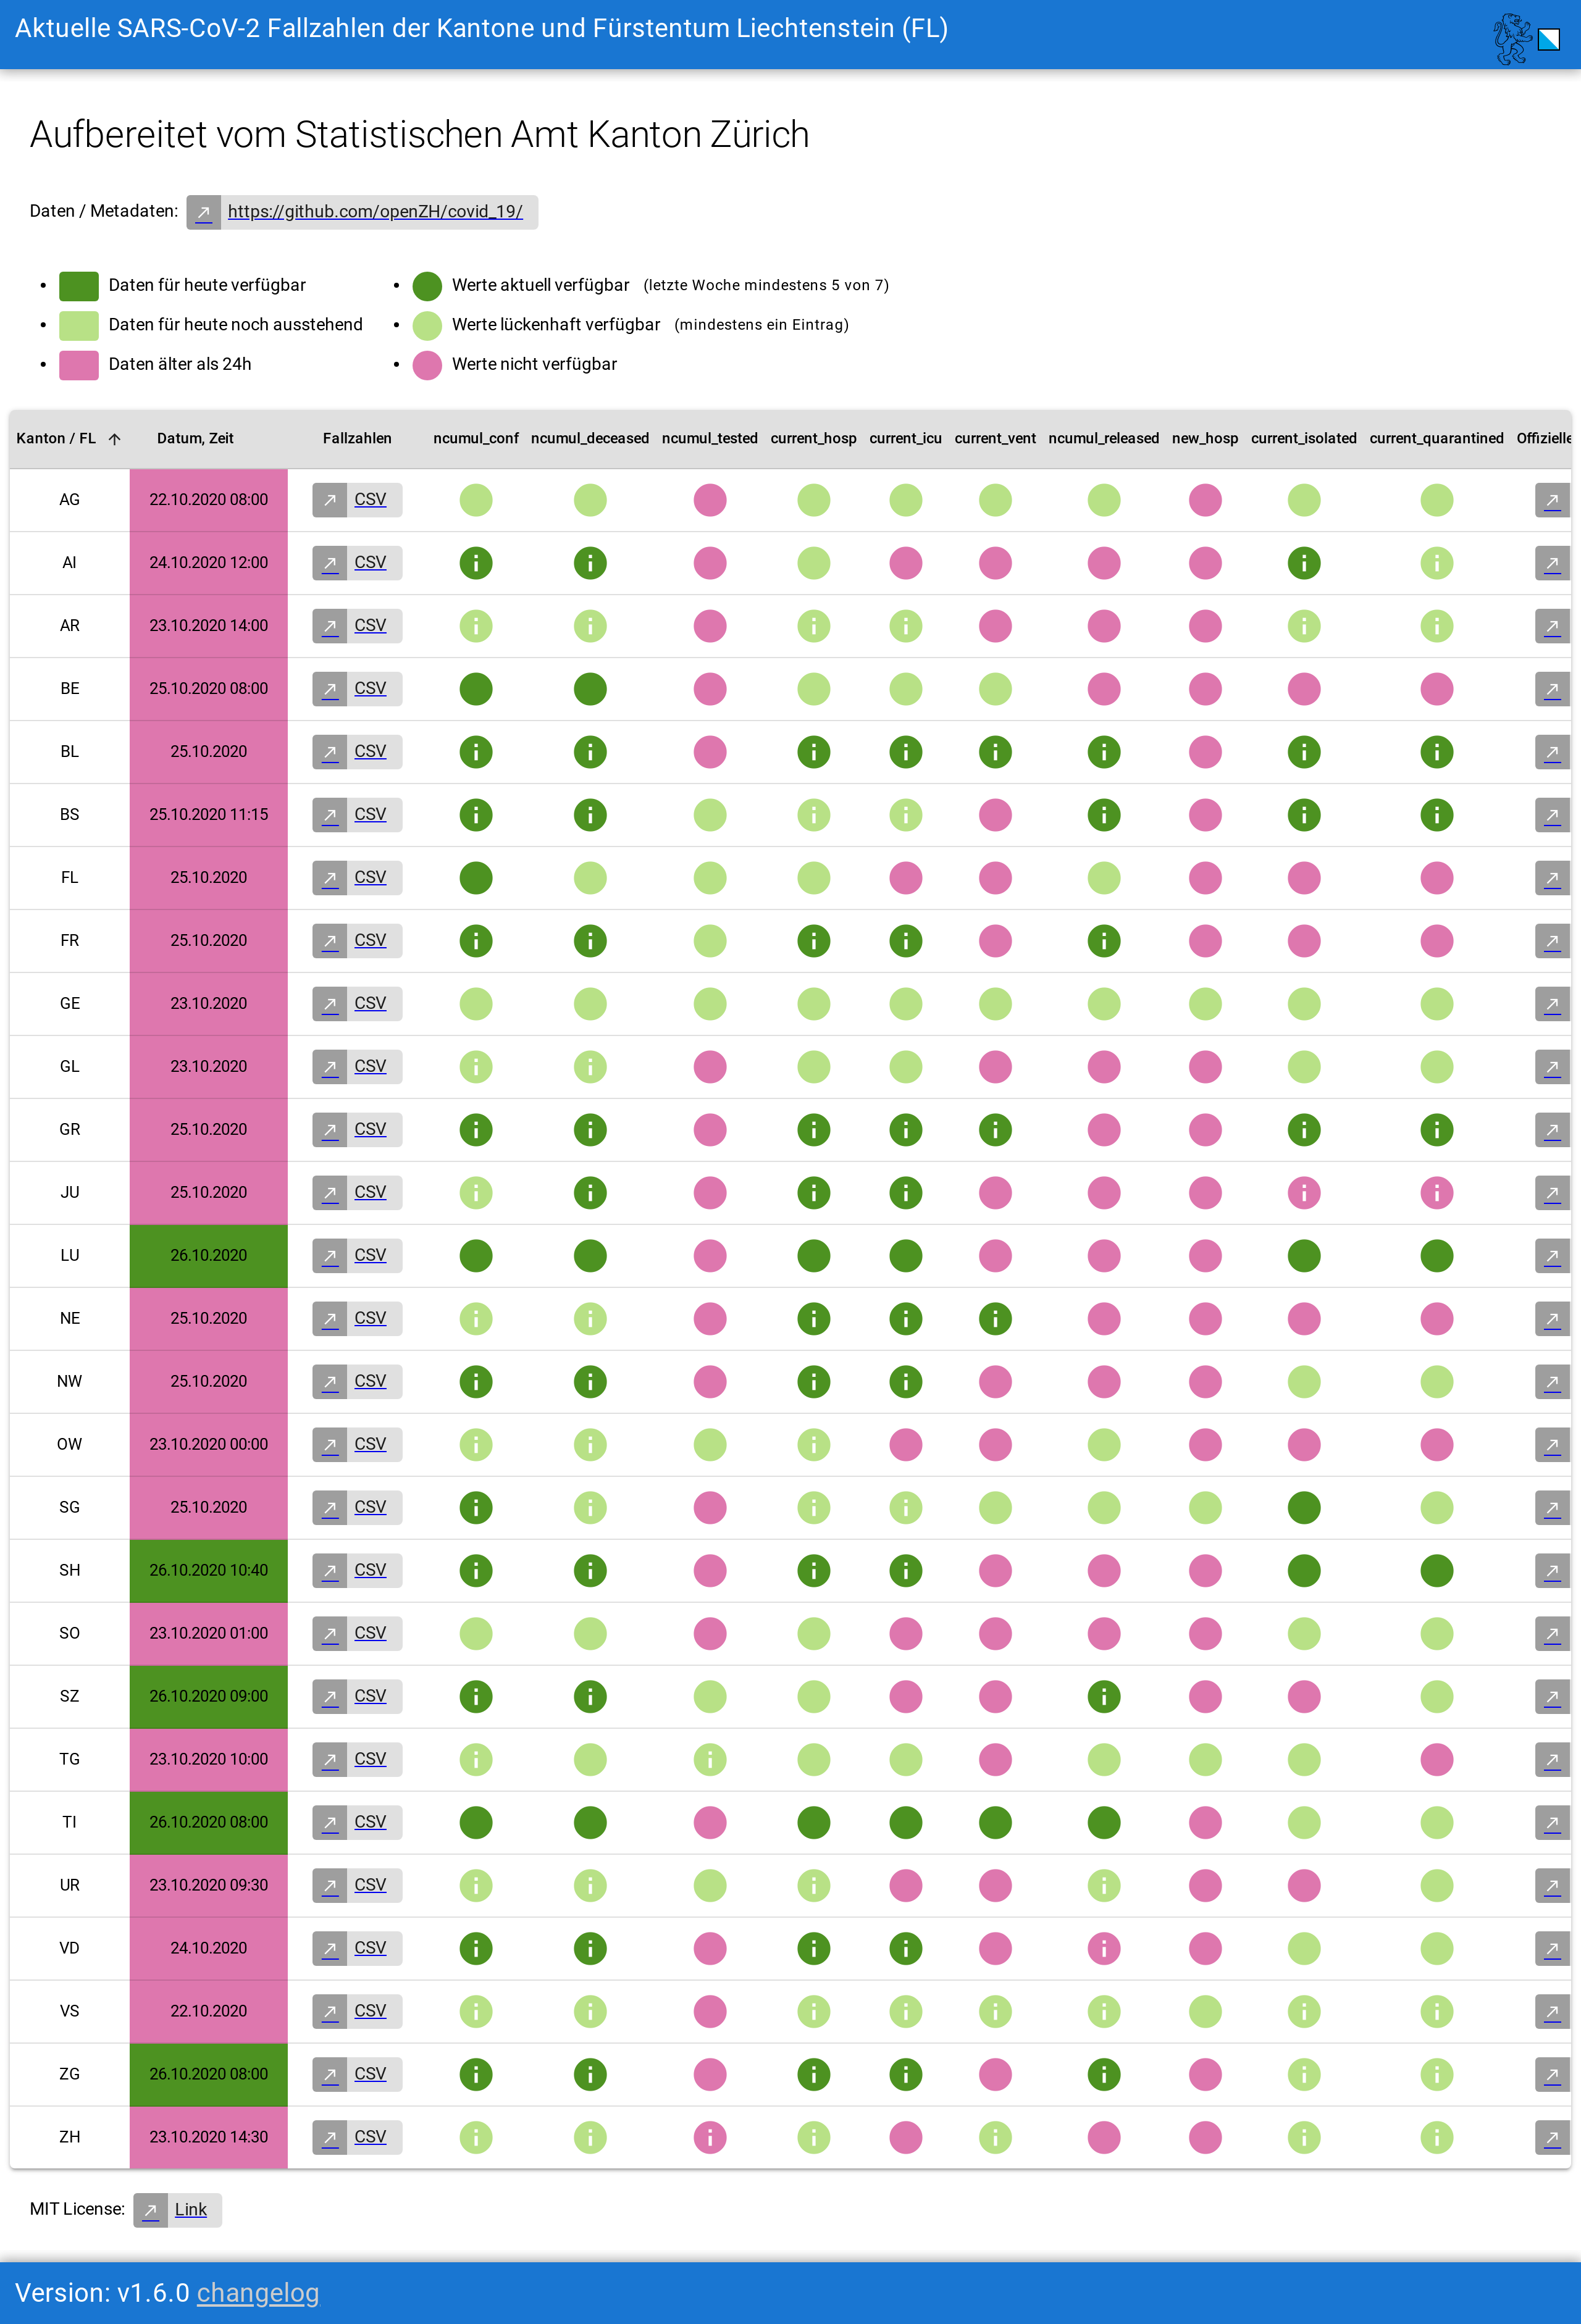 Aktuelle SARS-CoV-2 Fallzahlen der Kantone und Fürstentum Liechtenstein (FL)
Aufbereitet vom Statistischen Amt Kanton Zürich
Daten / Metadaten: https://github.com/openZH/covid_19/
Daten für heute verfügbar
Daten für heute noch ausstehend
Daten älter als 24h
Werte aktuell verfügbar (letzte Woche mindestens 5 von 7)
Werte lückenhaft verfügbar (mindestens ein Eintrag)
Werte nicht verfügbar
Kanton / FL Datum, Zeit Fallzahlen ncumul_conf ncumul_deceased ncumul_tested current_hosp current_icu current_vent ncumul_released new_hosp current_isolated current_quarantined Offizielle
AG 22.10.2020 08:00 CSV
AI 24.10.2020 12:00 CSV
AR 23.10.2020 14:00 CSV
BE 25.10.2020 08:00 CSV
BL 25.10.2020 CSV
BS 25.10.2020 11:15 CSV
FL 25.10.2020 CSV
FR 25.10.2020 CSV
GE 23.10.2020 CSV
GL 23.10.2020 CSV
GR 25.10.2020 CSV
JU 25.10.2020 CSV
LU 26.10.2020 CSV
NE 25.10.2020 CSV
NW 25.10.2020 CSV
OW 23.10.2020 00:00 CSV
SG 25.10.2020 CSV
SH 26.10.2020 10:40 CSV
SO 23.10.2020 01:00 CSV
SZ 26.10.2020 09:00 CSV
TG 23.10.2020 10:00 CSV
TI 26.10.2020 08:00 CSV
UR 23.10.2020 09:30 CSV
VD 24.10.2020 CSV
VS 22.10.2020 CSV
ZG 26.10.2020 08:00 CSV
ZH 23.10.2020 14:30 CSV
MIT License: Link
Version: v1.6.0 changelog